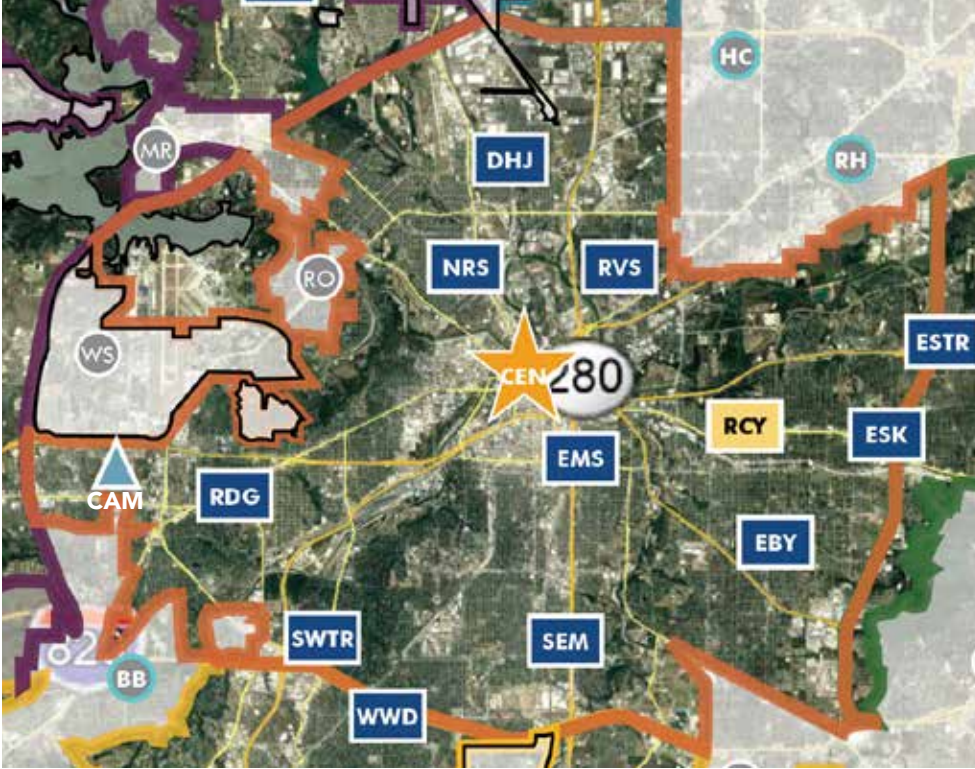 HC
MR
DHJ
RH
NRS
RVS
RO
ESTR
WS
CEN
280
RCY
ESK
EMS
CAM
RDG
EBY
SWTR
SEM
BB
WWD